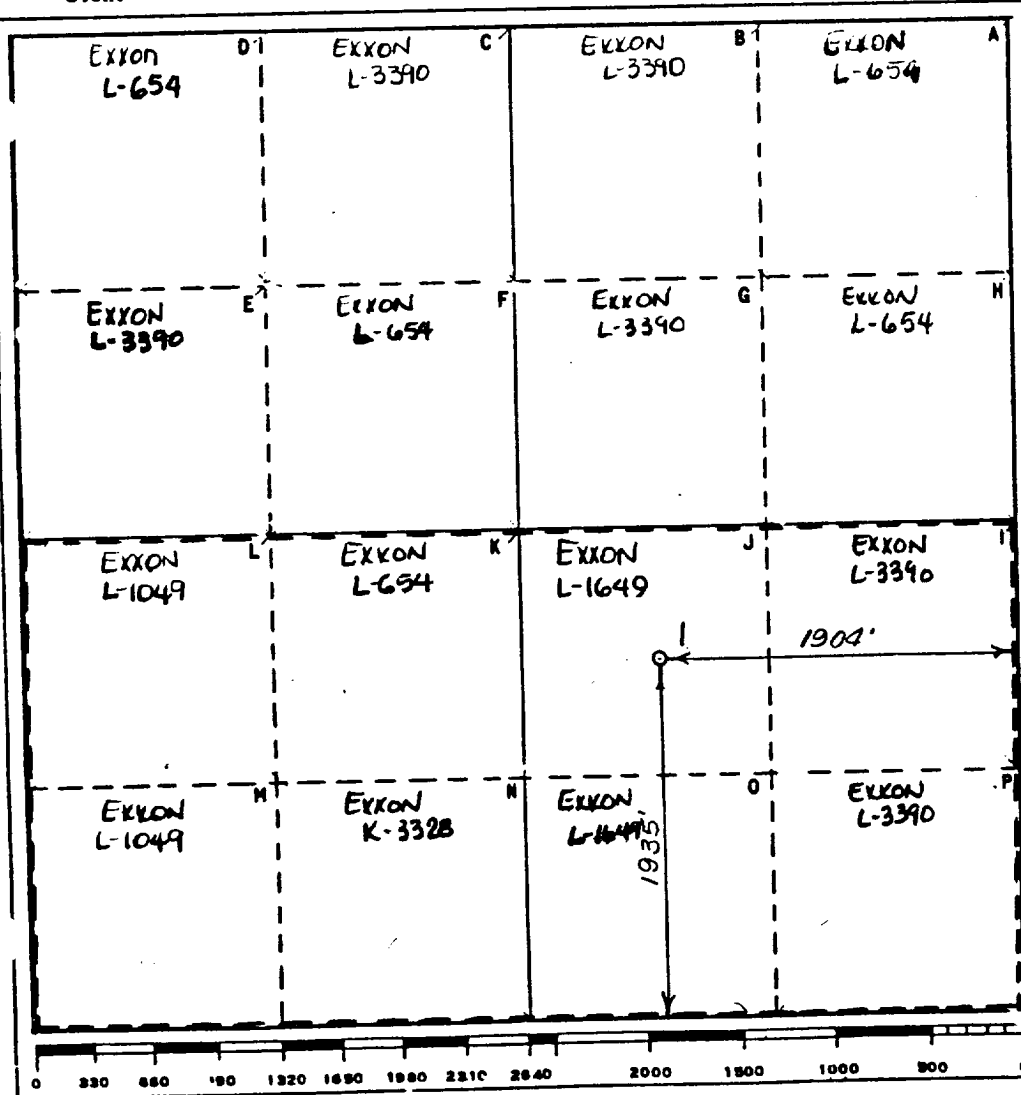 EXXON
L-654
D
EXXON
L-3390
C
EXXON
L-3390
B
EXXON
L-654
A
EXXON
L-3390
E
EXXON
L-654
F
EXXON
L-3390
G
EXXON
L-654
H
EXXON
L-1049
L
EXXON
L-654
K
EXXON
L-1649
J
EXXON
L-3390
I
1
1904'
EXXON
L-1049
M
EXXON
K-3328
N
EXXON
L-1649
O
EXXON
L-3390
P
1935'
0 330 660 990 1320 1650 1980 2310 2640 2000 1500 1000 500